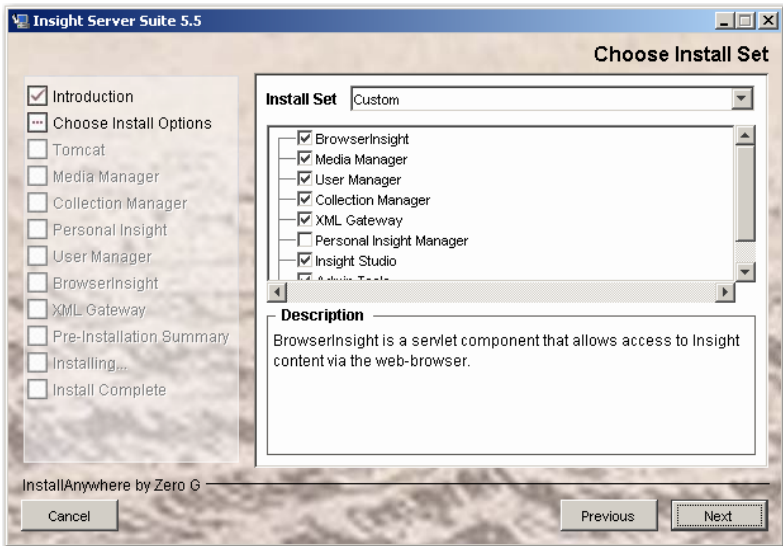 Insight Server Suite 5.5
Choose Install Set
Introduction
Choose Install Options
Tomcat
Media Manager
Collection Manager
Personal Insight
User Manager
BrowserInsight
XML Gateway
Pre-Installation Summary
Installing...
Install Complete
Install Set Custom
BrowserInsight
Media Manager
User Manager
Collection Manager
XML Gateway
Personal Insight Manager
Insight Studio
Admin Tools
Description
BrowserInsight is a servlet component that allows access to Insight
content via the web-browser.
InstallAnywhere by Zero G
Cancel
Previous
Next